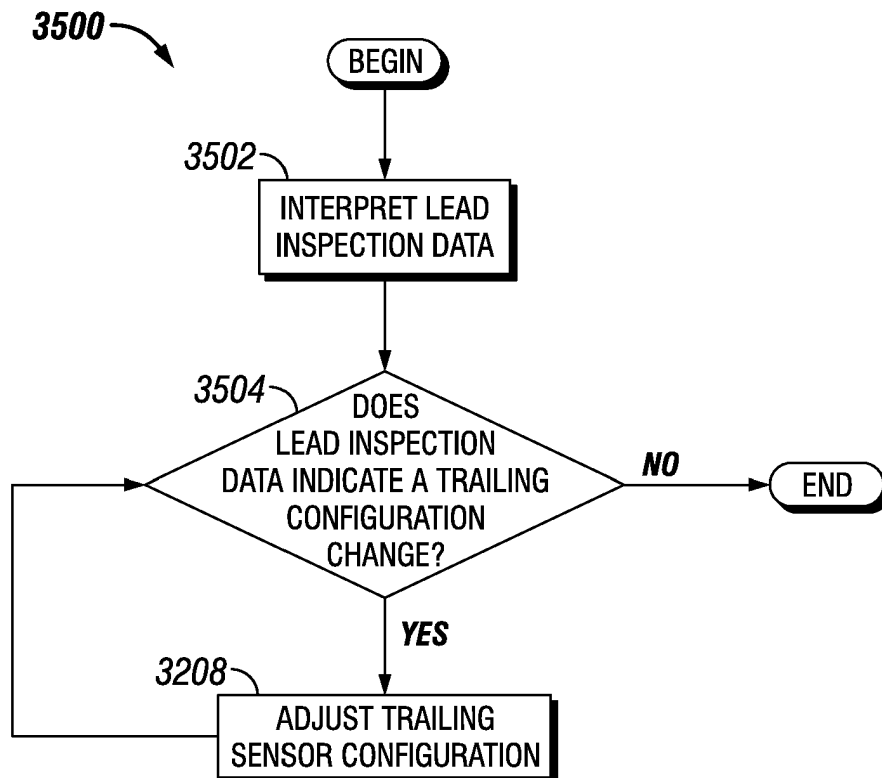 3500
BEGIN
3502
INTERPRET LEAD
INSPECTION DATA
3504
DOES
LEAD INSPECTION
DATA INDICATE A TRAILING
CONFIGURATION
CHANGE?
NO
END
YES
3208
ADJUST TRAILING
SENSOR CONFIGURATION